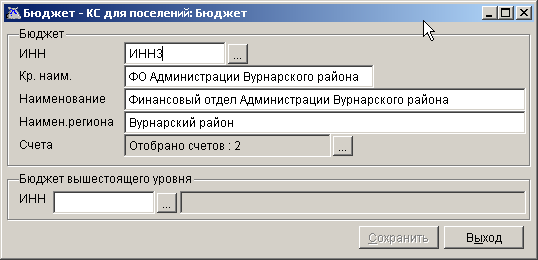 Бюджет - КС для поселений: Бюджет
Бюджет
ИНН ИНН3 ...
Кр. наим. ФО Администрации Вурнарского района
Наименование Финансовый отдел Администрации Вурнарского района
Наимен.региона Вурнарский район
Счета Отобрано счетов : 2 ...
Бюджет вышестоящего уровня
ИНН ...
Сохранить Выход